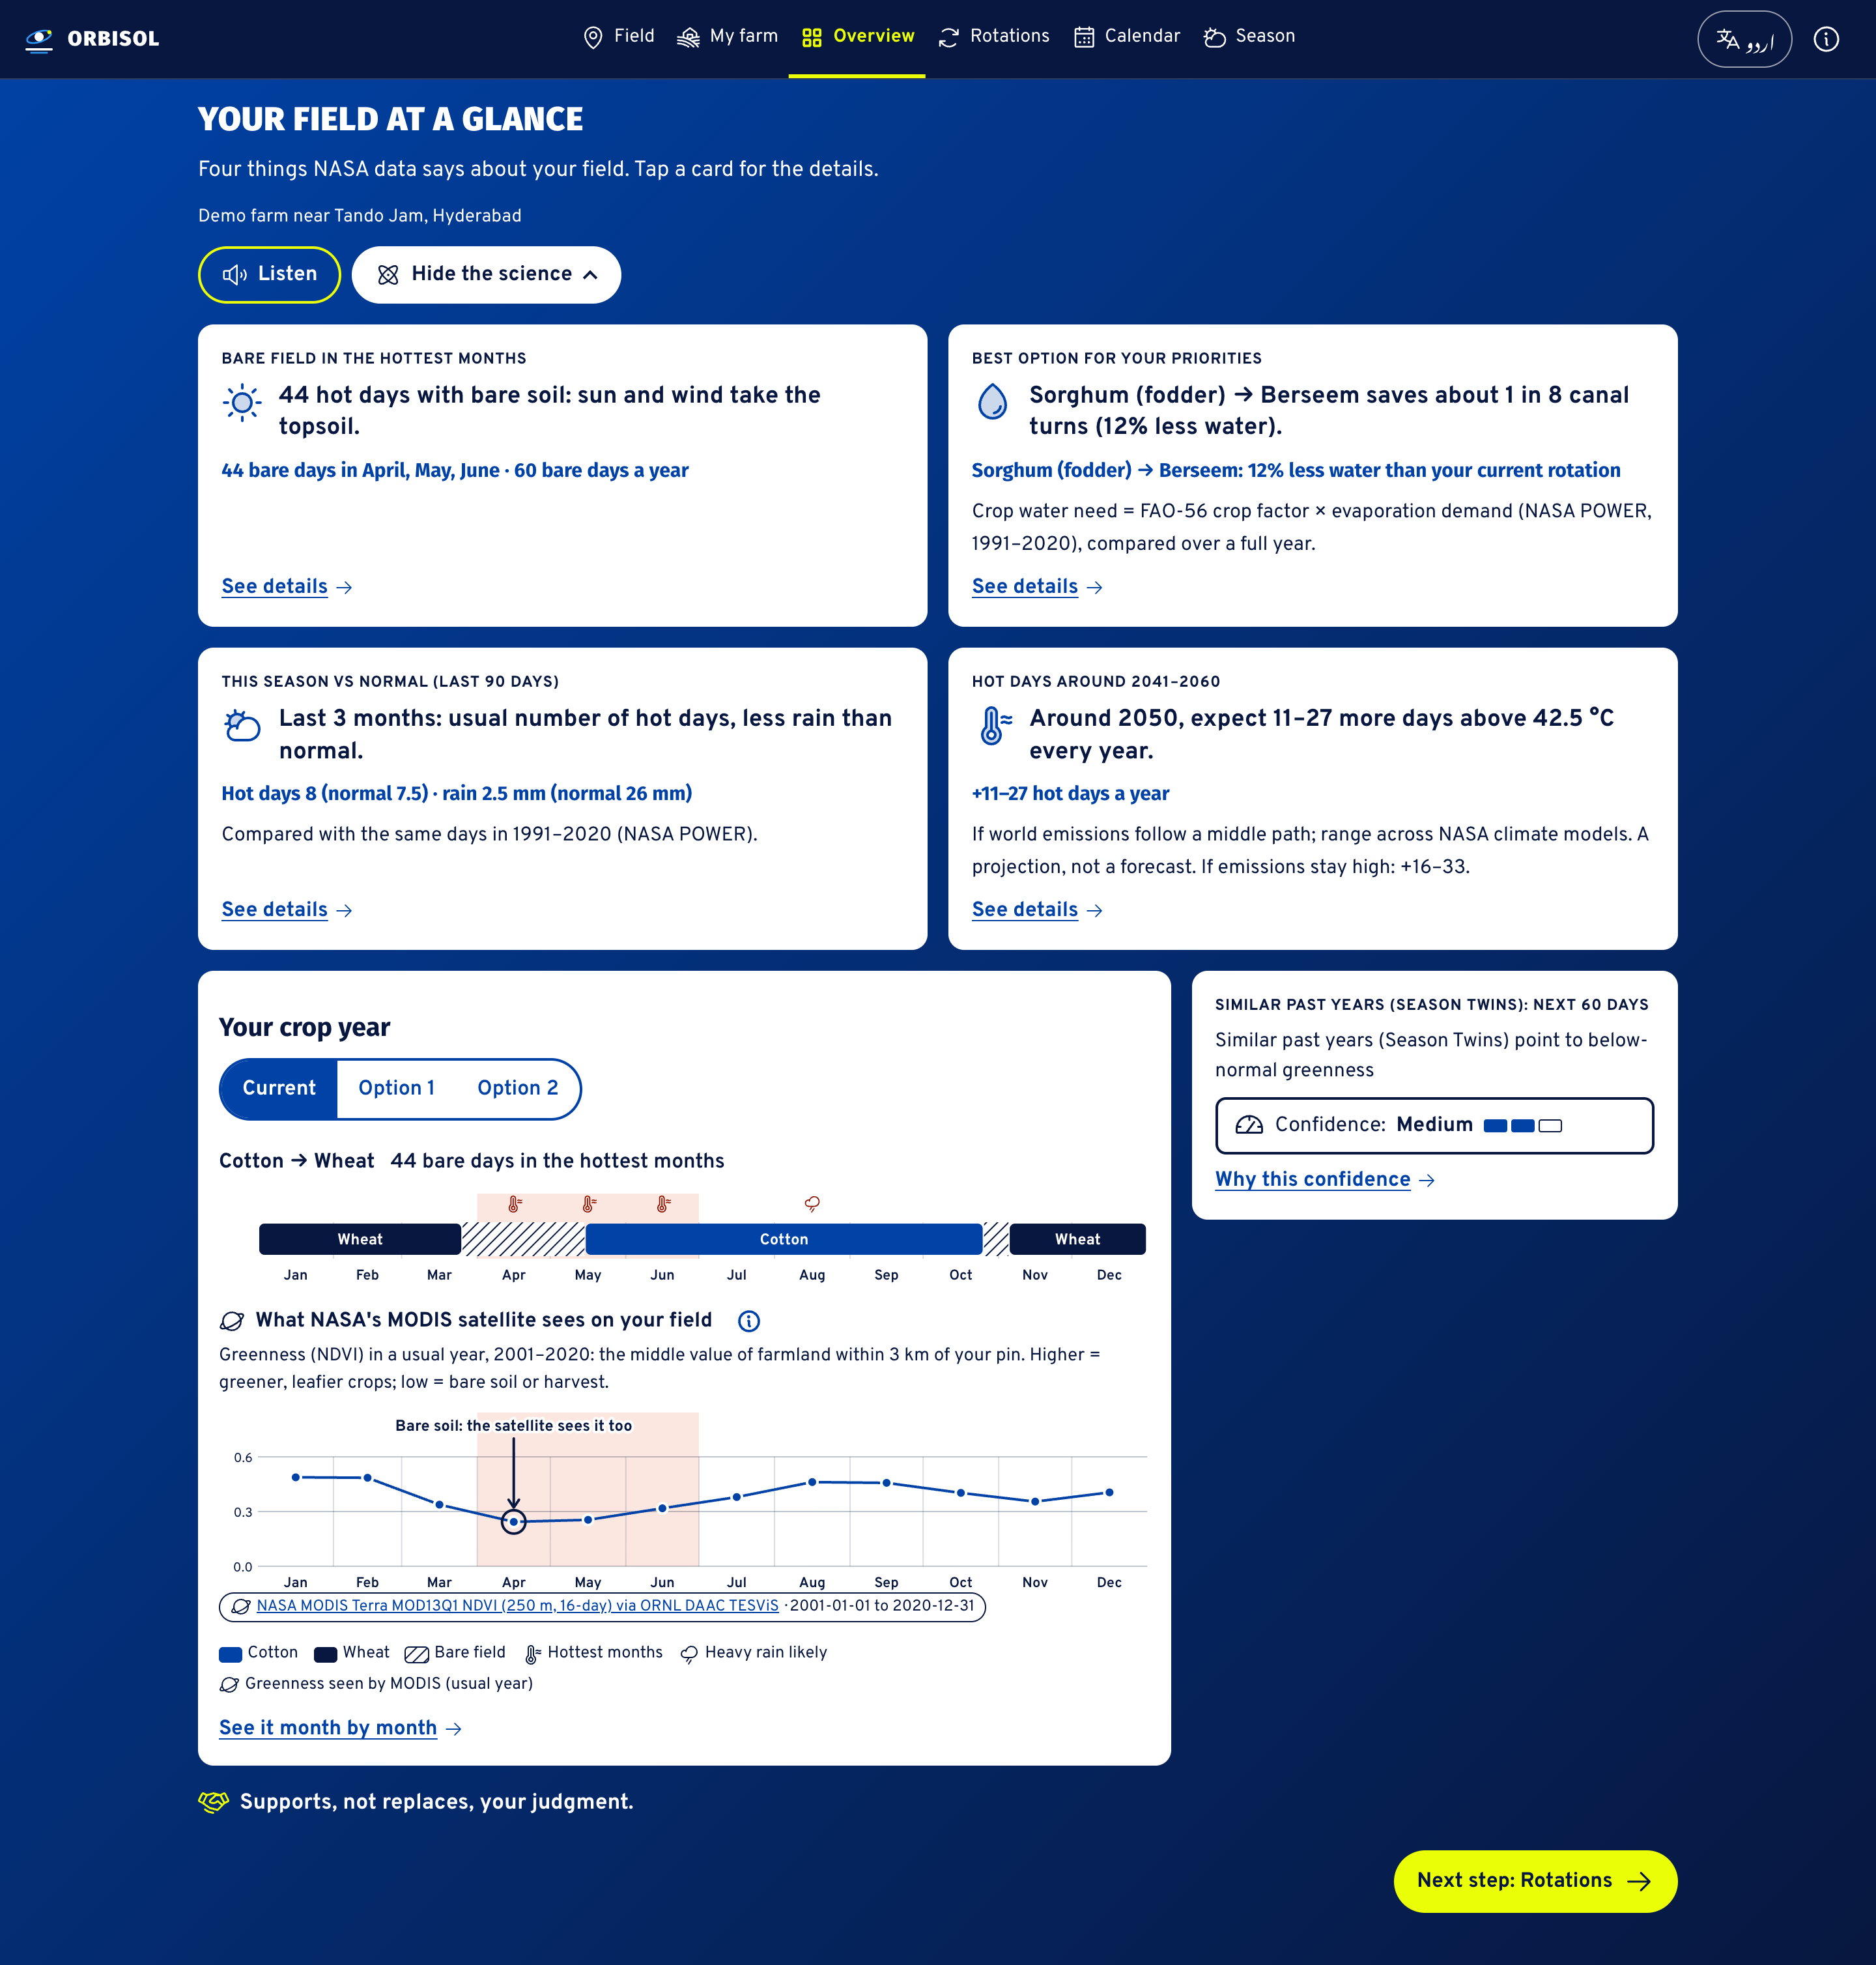 ORBISOL
Field
My farm
Overview
Rotations
Calendar
Season
اردو
YOUR FIELD AT A GLANCE
Four things NASA data says about your field. Tap a card for the details.
Demo farm near Tando Jam, Hyderabad
Listen
Hide the science
BARE FIELD IN THE HOTTEST MONTHS
44 hot days with bare soil: sun and wind take the
topsoil.
44 bare days in April, May, June · 60 bare days a year
See details →
BEST OPTION FOR YOUR PRIORITIES
Sorghum (fodder) → Berseem saves about 1 in 8 canal
turns (12% less water).
Sorghum (fodder) → Berseem: 12% less water than your current rotation
Crop water need = FAO-56 crop factor × evaporation demand (NASA POWER,
1991–2020), compared over a full year.
See details →
THIS SEASON VS NORMAL (LAST 90 DAYS)
Last 3 months: usual number of hot days, less rain than
normal.
Hot days 8 (normal 7.5) · rain 2.5 mm (normal 26 mm)
Compared with the same days in 1991–2020 (NASA POWER).
See details →
HOT DAYS AROUND 2041–2060
Around 2050, expect 11–27 more days above 42.5 °C
every year.
+11–27 hot days a year
If world emissions follow a middle path; range across NASA climate models. A
projection, not a forecast. If emissions stay high: +16–33.
See details →
Your crop year
Current
Option 1
Option 2
Cotton → Wheat 44 bare days in the hottest months
Wheat
Cotton
Wheat
Jan Feb Mar Apr May Jun Jul Aug Sep Oct Nov Dec
What NASA's MODIS satellite sees on your field
Greenness (NDVI) in a usual year, 2001–2020: the middle value of farmland within 3 km of your pin. Higher =
greener, leafier crops; low = bare soil or harvest.
Bare soil: the satellite sees it too
0.6
0.3
0.0
Jan Feb Mar Apr May Jun Jul Aug Sep Oct Nov Dec
NASA MODIS Terra MOD13Q1 NDVI (250 m, 16-day) via ORNL DAAC TESViS · 2001-01-01 to 2020-12-31
Cotton Wheat Bare field Hottest months Heavy rain likely
Greenness seen by MODIS (usual year)
See it month by month →
SIMILAR PAST YEARS (SEASON TWINS): NEXT 60 DAYS
Similar past years (Season Twins) point to below-
normal greenness
Confidence: Medium
Why this confidence →
Supports, not replaces, your judgment.
Next step: Rotations →